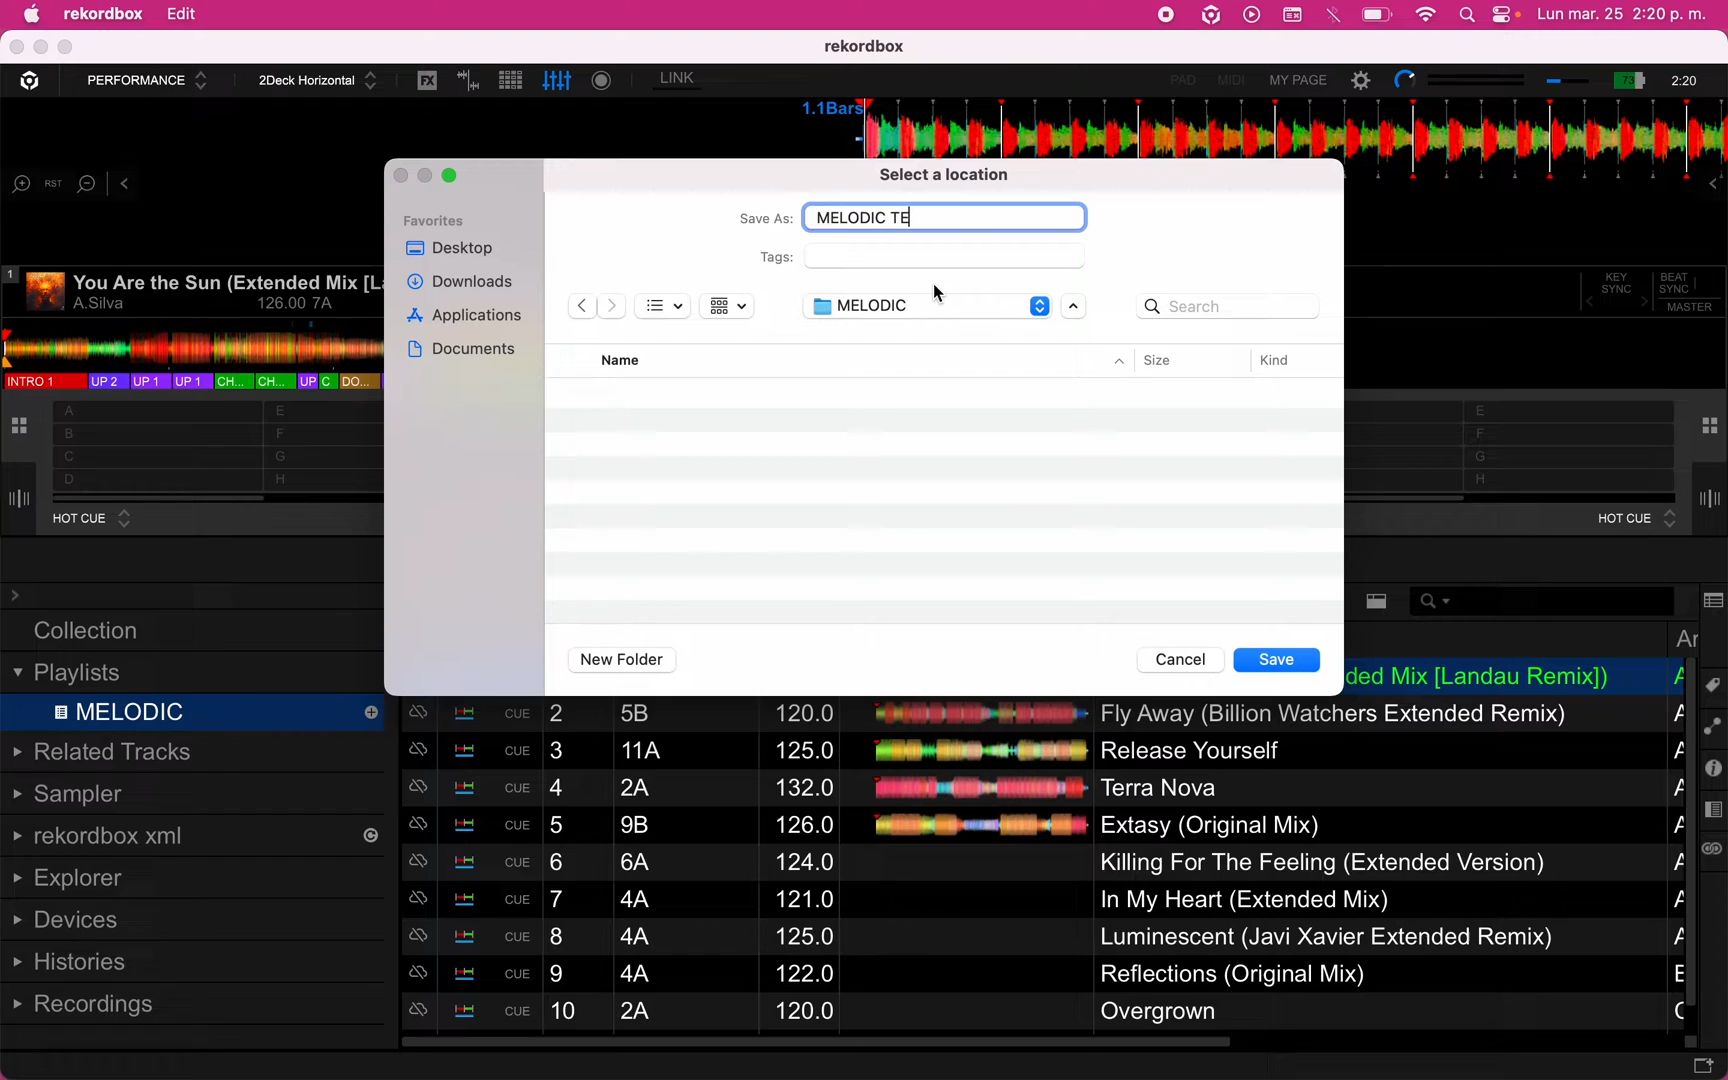 rekordbox Edit Lun mar. 25 2:20 p. m.
rekordbox
PERFORMANCE 2Deck Horizontal FX LINK PAD MIDI MY PAGE 73 2:20
1.1Bars
RST
Select a location
Save As: MELODIC TE
Tags:
Favorites
Desktop
Downloads
Applications
Documents
MELODIC
Search
Name Size Kind
New Folder Cancel Save
1 You Are the Sun (Extended Mix [La
A.Silva 126.00 7A
KEY SYNC BEAT SYNC
MASTER
INTRO 1 UP 2 UP 1 UP 1 CH... CH... UP C DO...
A E E
B F F
C G G
D H H
HOT CUE HOT CUE
Collection
Playlists
MELODIC
Related Tracks
Sampler
rekordbox xml
Explorer
Devices
Histories
Recordings
Ar
ded Mix [Landau Remix]) A
CUE 2 5B 120.0 Fly Away (Billion Watchers Extended Remix) A
CUE 3 11A 125.0 Release Yourself A
CUE 4 2A 132.0 Terra Nova A
CUE 5 9B 126.0 Extasy (Original Mix) A
CUE 6 6A 124.0 Killing For The Feeling (Extended Version) A
CUE 7 4A 121.0 In My Heart (Extended Mix) A
CUE 8 4A 125.0 Luminescent (Javi Xavier Extended Remix) A
CUE 9 4A 122.0 Reflections (Original Mix) E
CUE 10 2A 120.0 Overgrown C